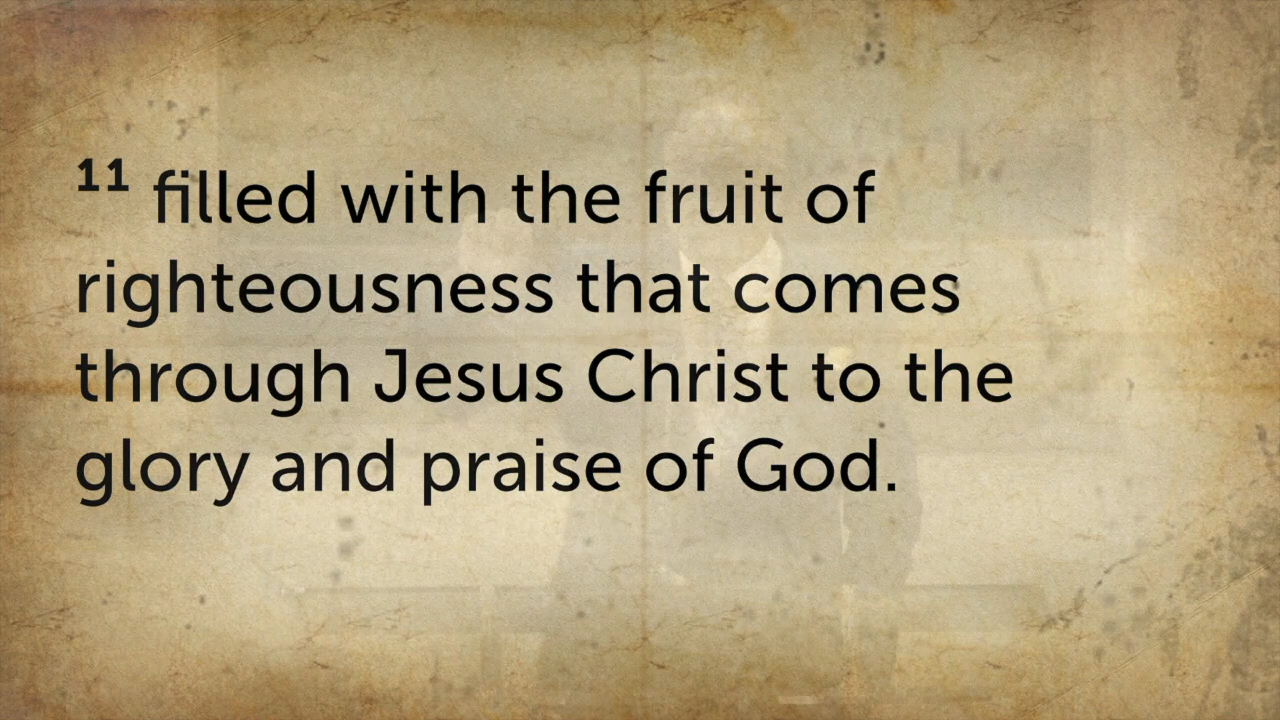 11 filled with the fruit of
righteousness that comes
through Jesus Christ to the
glory and praise of God.